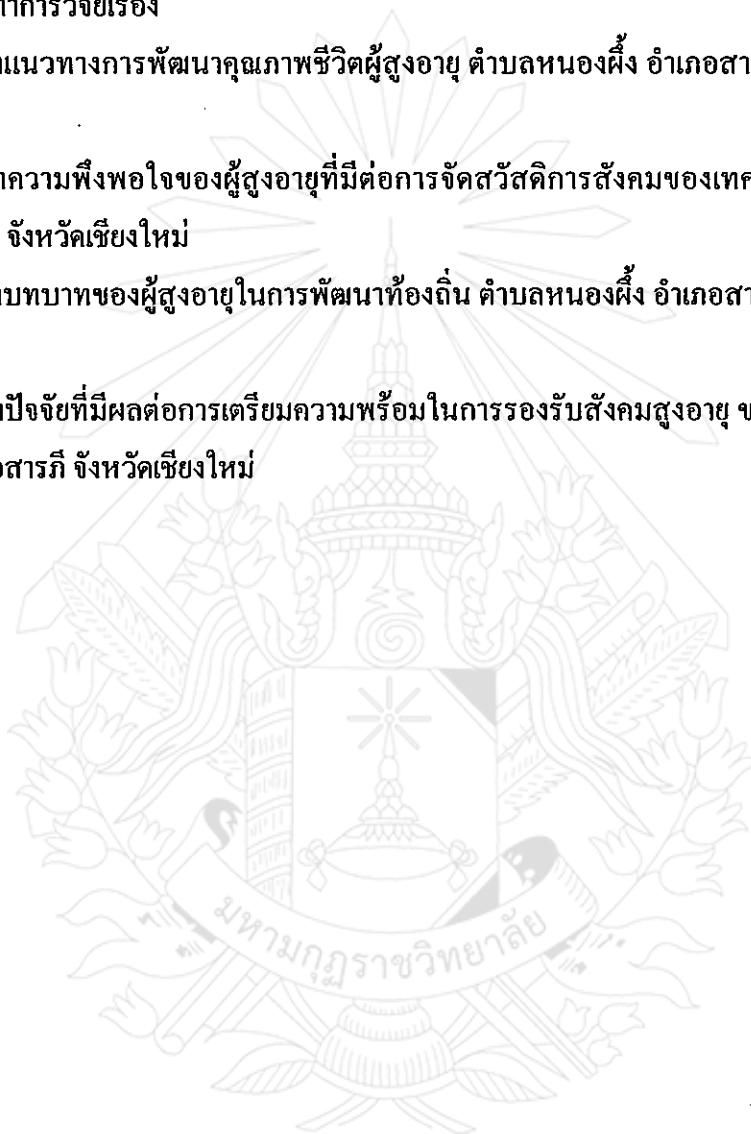 ทำการวิจัยเรื่อง
แนวทางการพัฒนาคุณภาพชีวิตผู้สูงอายุ ตำบลหนองผึ้ง อำเภอสา
ความพึงพอใจของผู้สูงอายุที่มีต่อการจัดสวัสดิการสังคมของเทศ
จังหวัดเชียงใหม่
บทบาทของผู้สูงอายุในการพัฒนาท้องถิ่น ตำบลหนองผึ้ง อำเภอสา
ปัจจัยที่มีผลต่อการเตรียมความพร้อมในการรองรับสังคมสูงอายุ ข
อสารภี จังหวัดเชียงใหม่
มหามกุฏราชวิทยาลัย